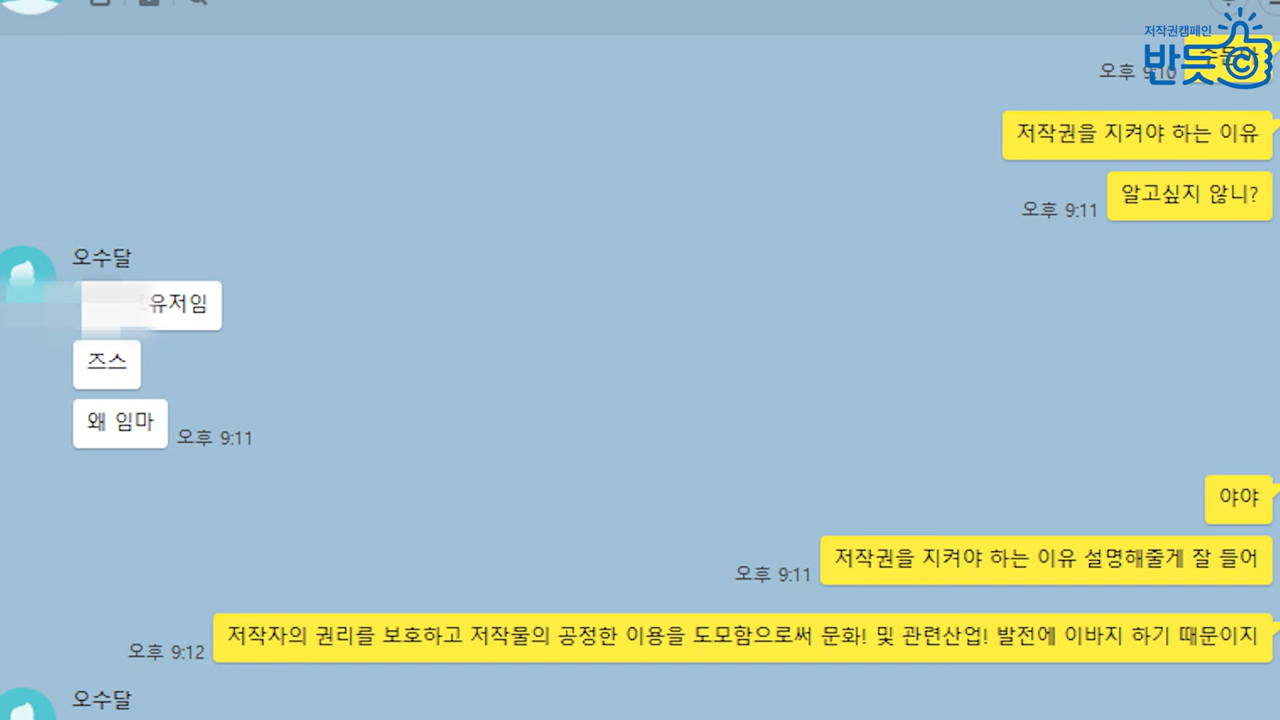 저작권캠페인
반듯
오후 9:10
저작권을 지켜야 하는 이유
알고싶지 않니?
오후 9:11
오수달
유저임
즈스
왜 임마
오후 9:11
야야
저작권을 지켜야 하는 이유 설명해줄게 잘 들어
오후 9:11
저작자의 권리를 보호하고 저작물의 공정한 이용을 도모함으로써 문화! 및 관련산업! 발전에 이바지 하기 때문이지
오후 9:12
오수달